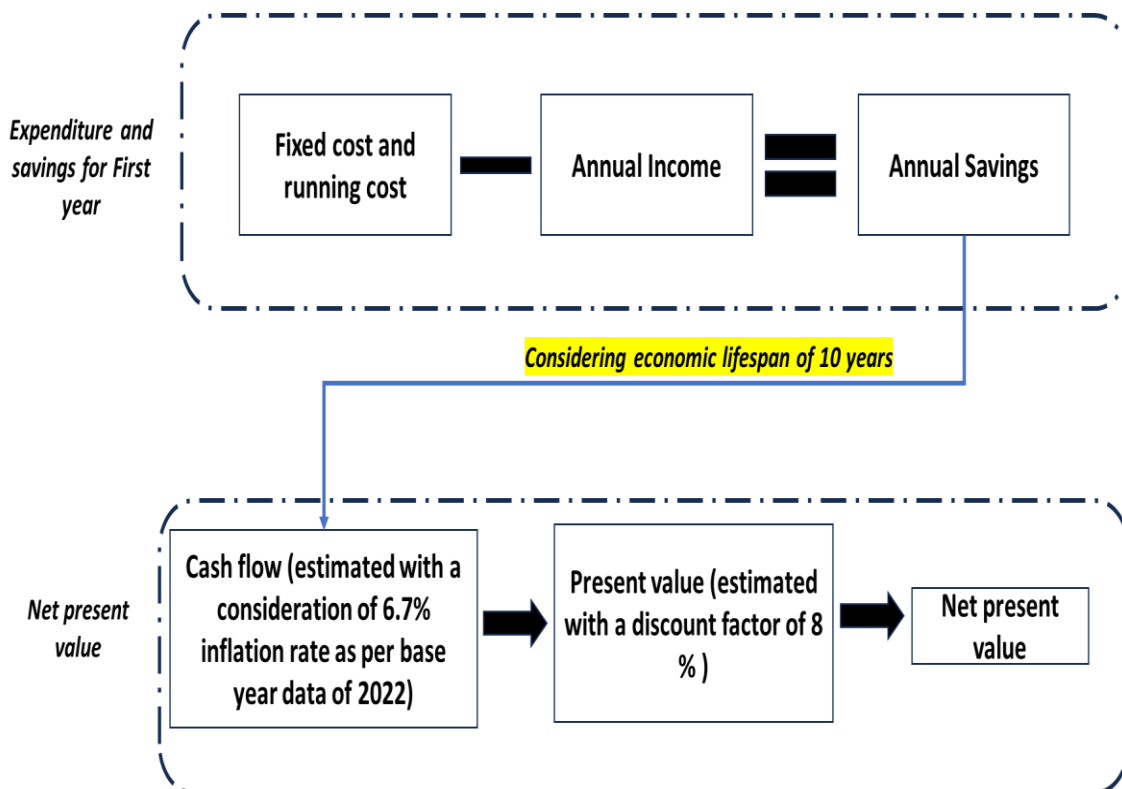 Expenditure and
savings for First
year
Fixed cost and
running cost
Annual Income
Annual Savings
Considering economic lifespan of 10 years
Net present
value
Cash flow (estimated with a
consideration of 6.7%
inflation rate as per base
year data of 2022)
Present value (estimated
with a discount factor of 8
% )
Net present
value